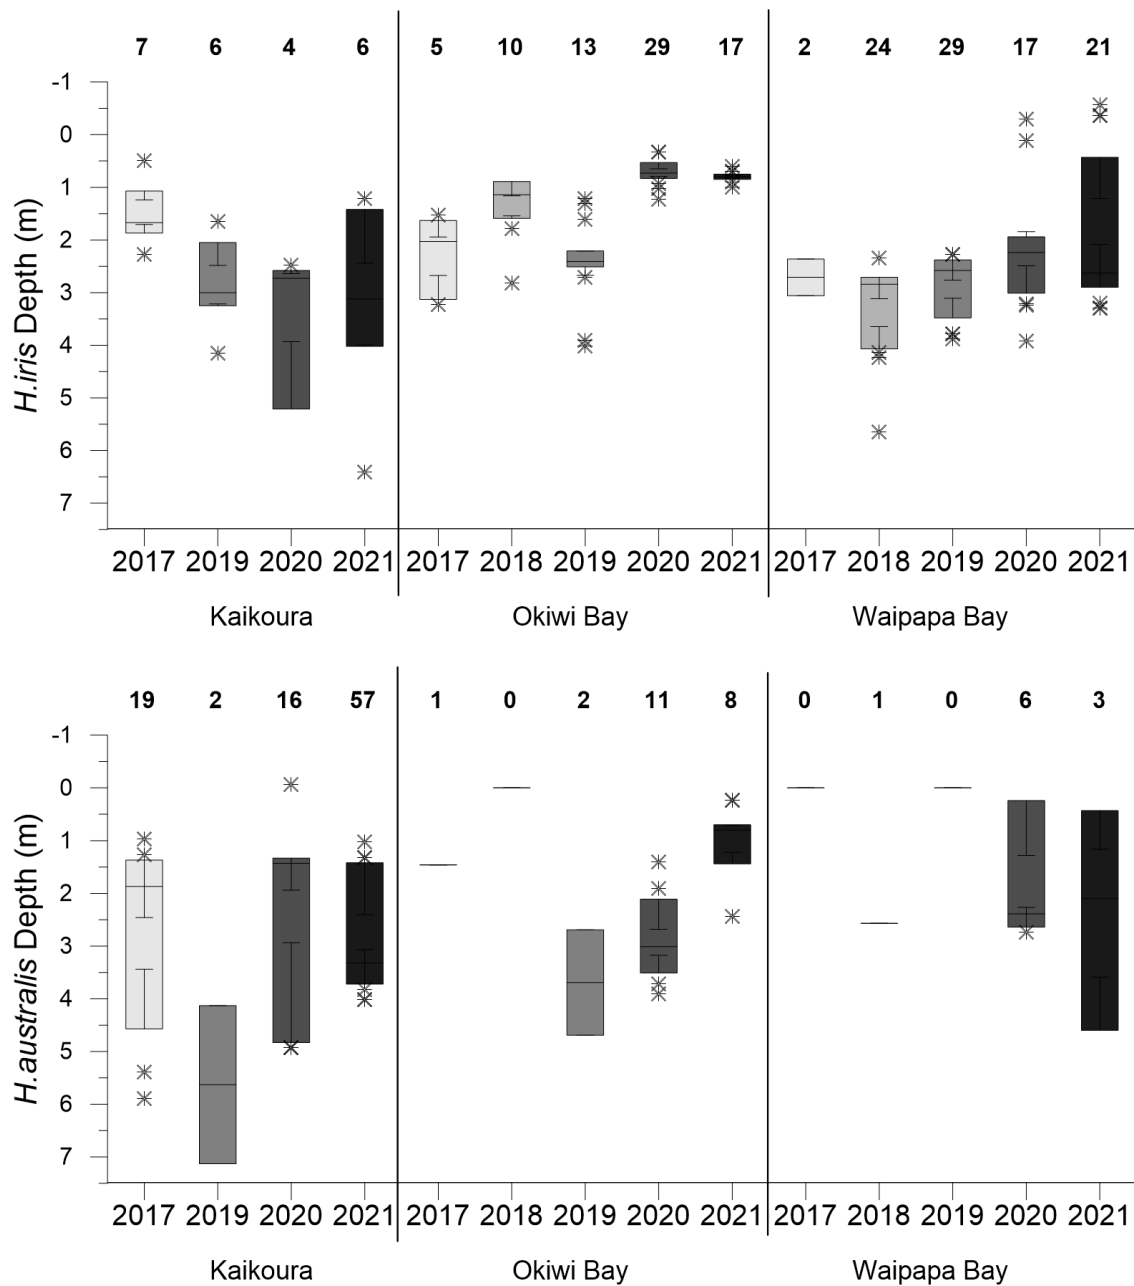 7 6 4 6 5 10 13 29 17 2 24 29 17 21
-1
0
1
2
3
4
5
6
7
H.iris Depth (m)
2017 2019 2020 2021 2017 2018 2019 2020 2021 2017 2018 2019 2020 2021
Kaikoura Okiwi Bay Waipapa Bay
19 2 16 57 1 0 2 11 8 0 1 0 6 3
-1
0
1
2
3
4
5
6
7
H.australis Depth (m)
2017 2019 2020 2021 2017 2018 2019 2020 2021 2017 2018 2019 2020 2021
Kaikoura Okiwi Bay Waipapa Bay